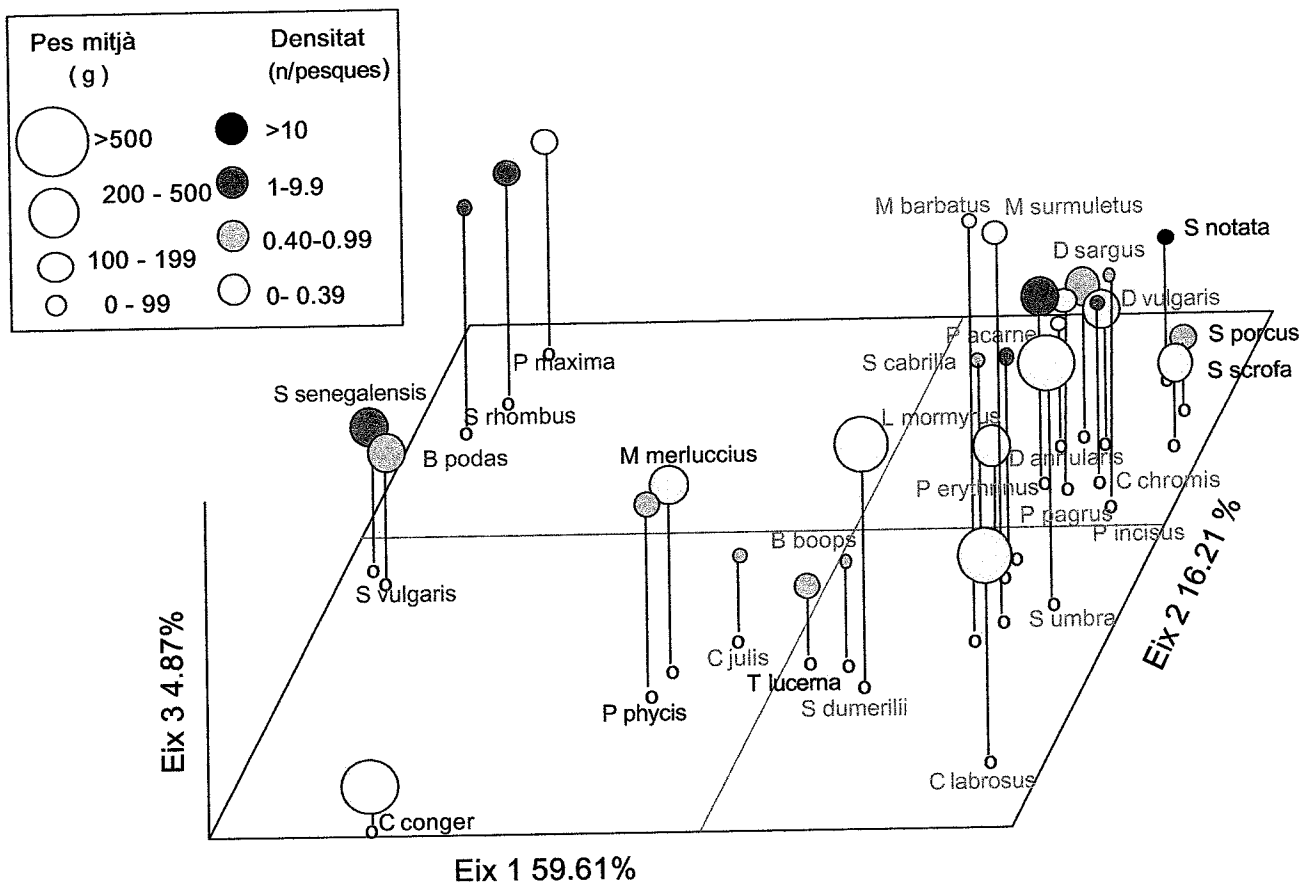 Pes mitjà
( g )
Densitat
(n/pesques)
>500
>10
200 - 500
1-9.9
100 - 199
0.40-0.99
0 - 99
0- 0.39
M barbatus
M surmuletus
S notata
D sargus
D vulgaris
P acarne
S porcus
S cabrilla
S scrofa
P maxima
S senegalensis
S rhombus
L mormyrus
B podas
M merluccius
D annularis
P erythrinus
C chromis
P pagrus
P incisus
B boops
S vulgaris
S umbra
C julis
T lucerna
S dumerilii
P phycis
C labrosus
C conger
Eix 3 4.87%
Eix 2 16.21 %
Eix 1 59.61%